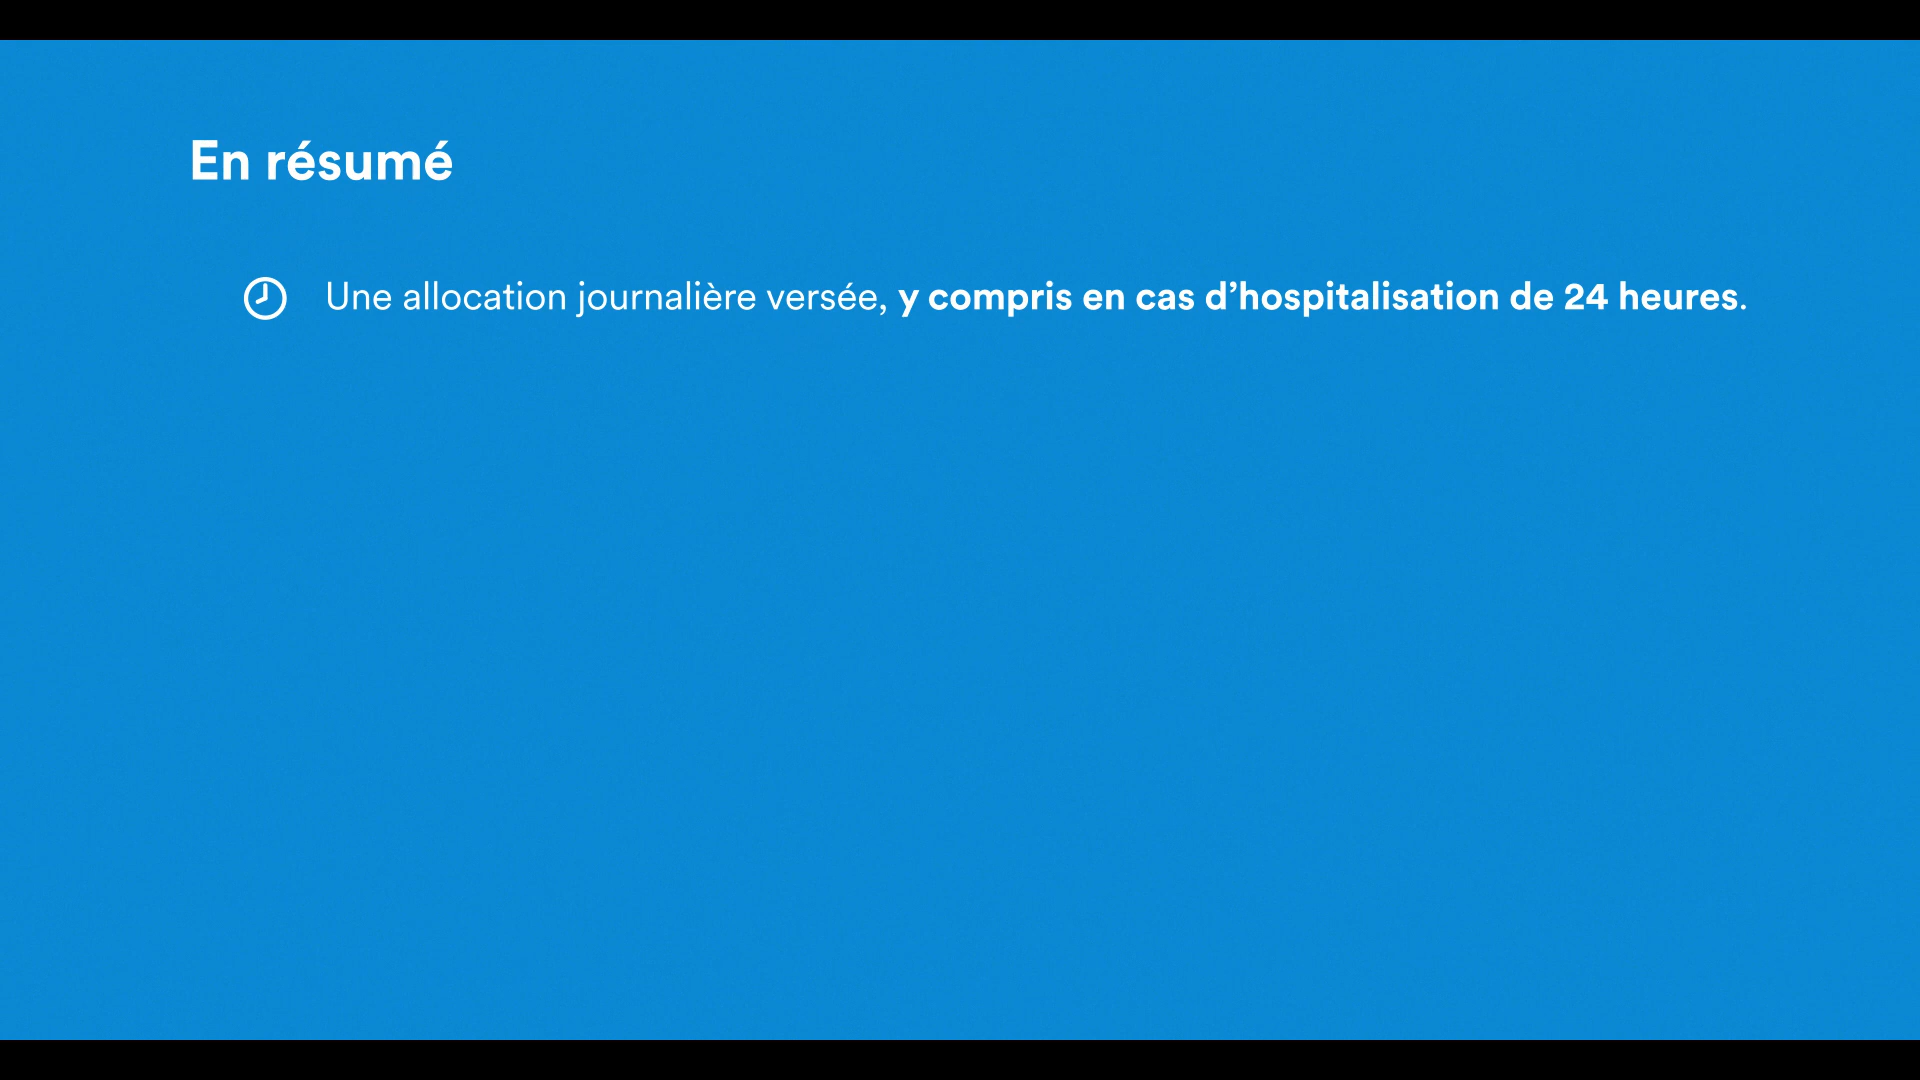 En résumé
Une allocation journalière versée, y compris en cas d’hospitalisation de 24 heures.